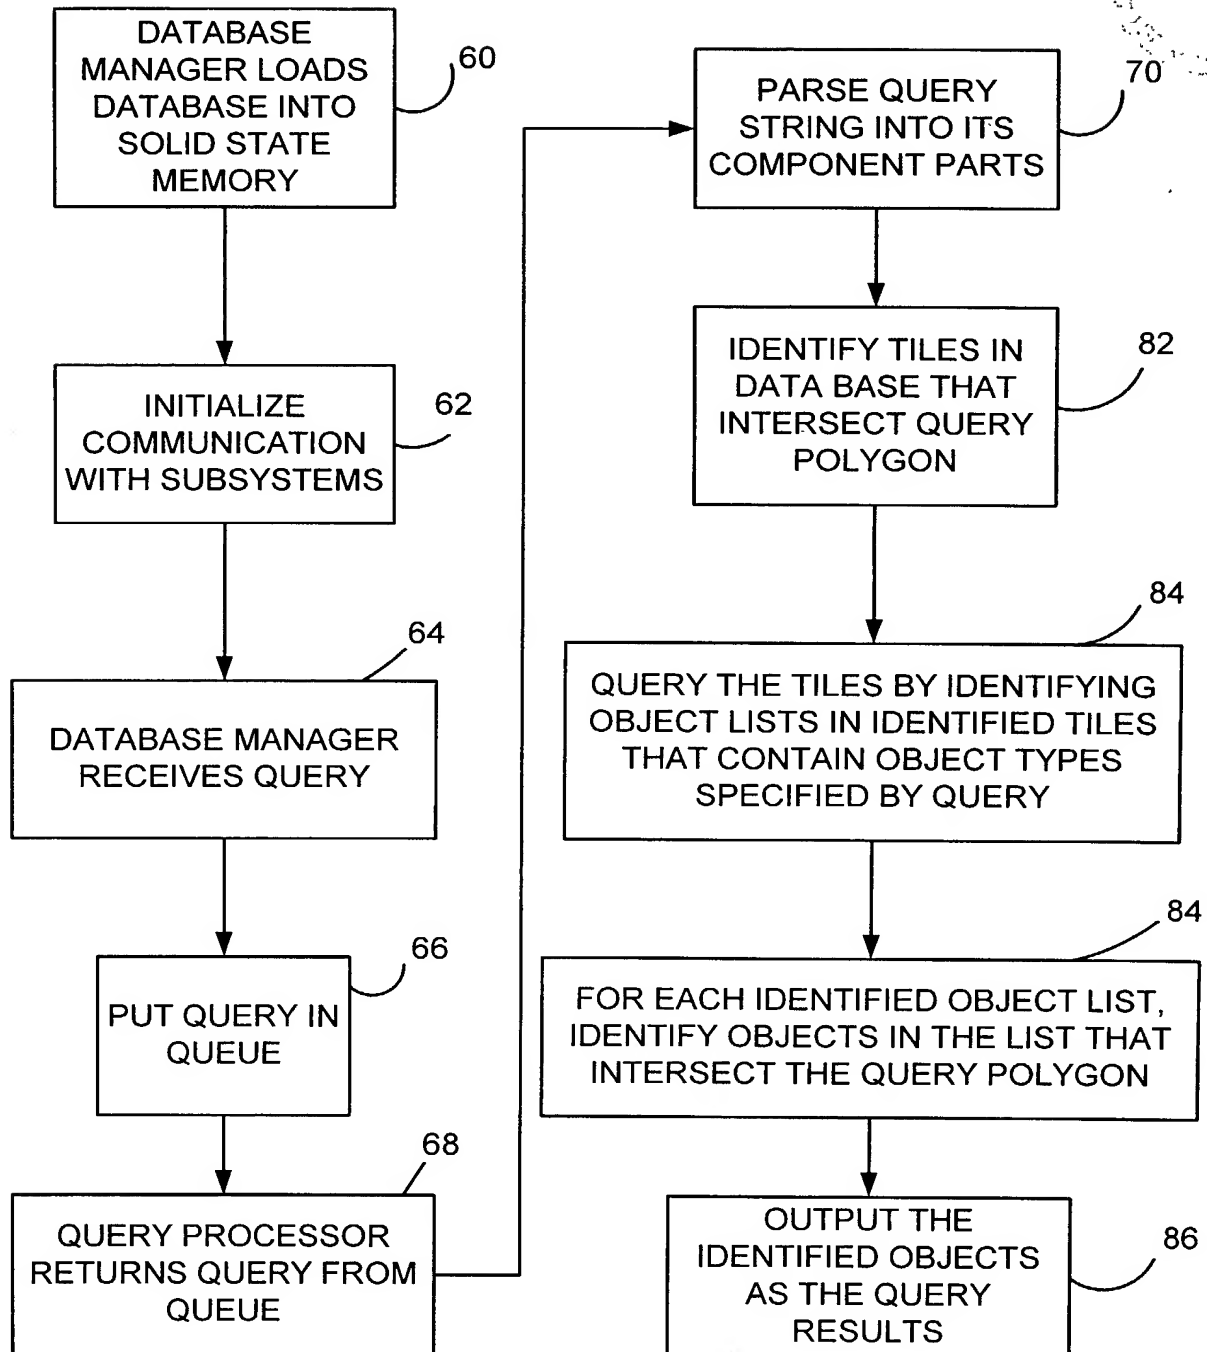 DATABASE
MANAGER LOADS
DATABASE INTO
SOLID STATE
MEMORY
60
INITIALIZE
COMMUNICATION
WITH SUBSYSTEMS
62
64
DATABASE MANAGER
RECEIVES QUERY
66
PUT QUERY IN
QUEUE
68
QUERY PROCESSOR
RETURNS QUERY FROM
QUEUE
70
PARSE QUERY
STRING INTO ITS
COMPONENT PARTS
82
IDENTIFY TILES IN
DATA BASE THAT
INTERSECT QUERY
POLYGON
84
QUERY THE TILES BY IDENTIFYING
OBJECT LISTS IN IDENTIFIED TILES
THAT CONTAIN OBJECT TYPES
SPECIFIED BY QUERY
84
FOR EACH IDENTIFIED OBJECT LIST,
IDENTIFY OBJECTS IN THE LIST THAT
INTERSECT THE QUERY POLYGON
86
OUTPUT THE
IDENTIFIED OBJECTS
AS THE QUERY
RESULTS